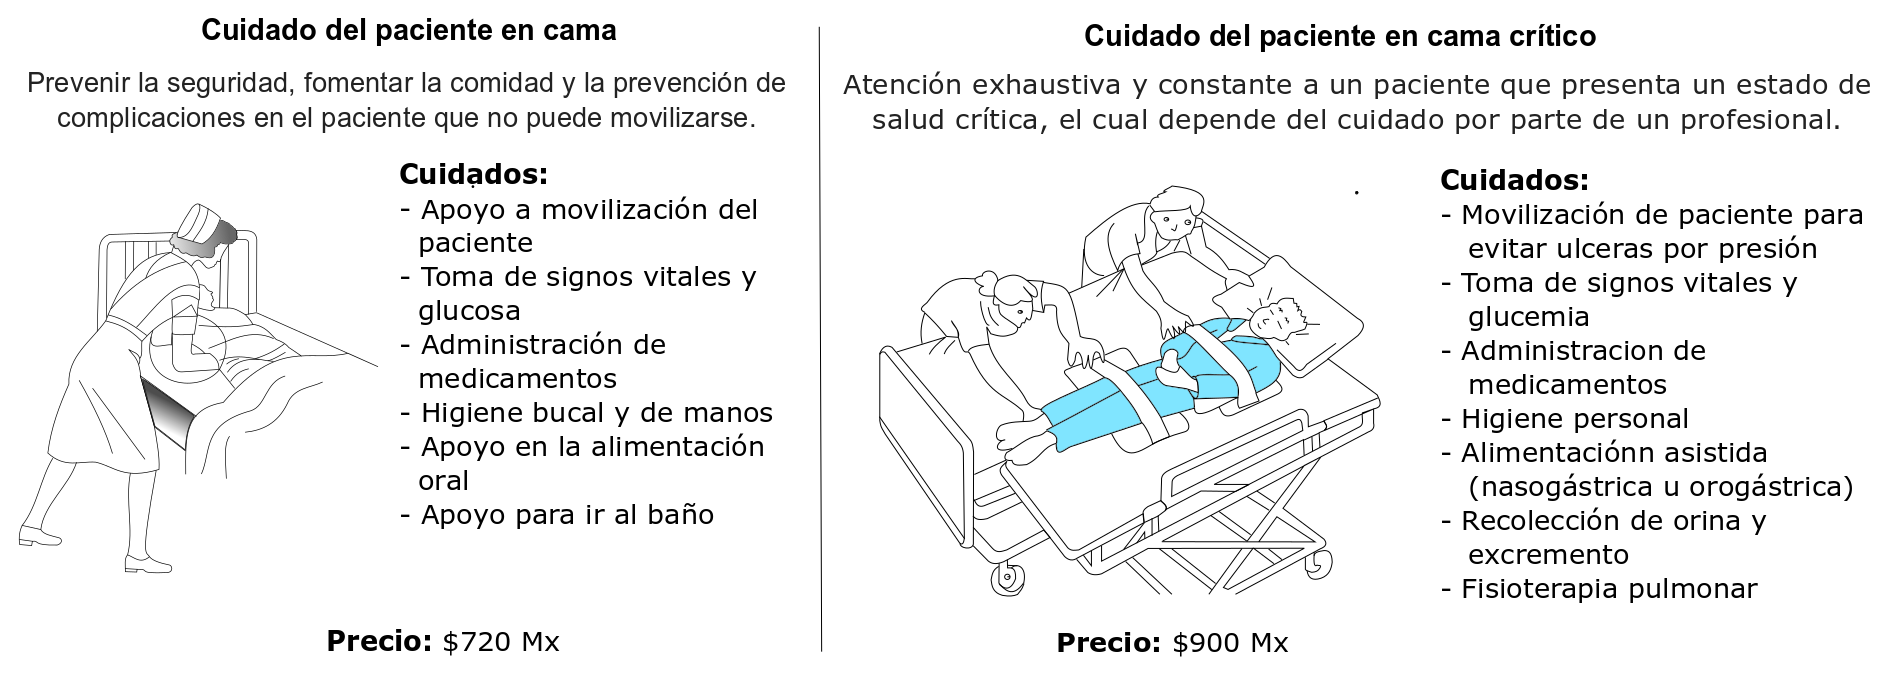 Cuidado del paciente en cama
Prevenir la seguridad, fomentar la comidad y la prevención de
complicaciones en el paciente que no puede movilizarse.
Cuidados:
- Apoyo a movilización del
paciente
- Toma de signos vitales y
glucosa
- Administración de
medicamentos
- Higiene bucal y de manos
- Apoyo en la alimentación
oral
- Apoyo para ir al baño
Precio: $720 Mx
Cuidado del paciente en cama crítico
Atención exhaustiva y constante a un paciente que presenta un estado de
salud crítica, el cual depende del cuidado por parte de un profesional.
Cuidados:
- Movilización de paciente para
evitar ulceras por presión
- Toma de signos vitales y
glucemia
- Administracion de
medicamentos
- Higiene personal
- Alimentaciónn asistida
(nasogástrica u orogástrica)
- Recolección de orina y
excremento
- Fisioterapia pulmonar
Precio: $900 Mx